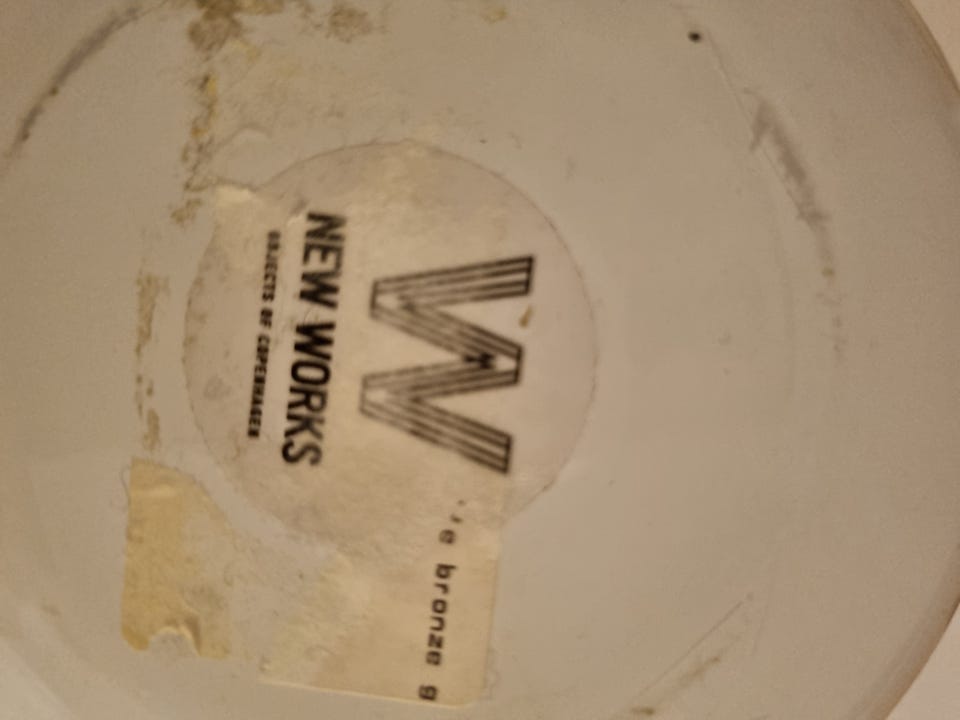 W
NEW WORKS
OBJECTS OF COPENHAGEN
bronze g